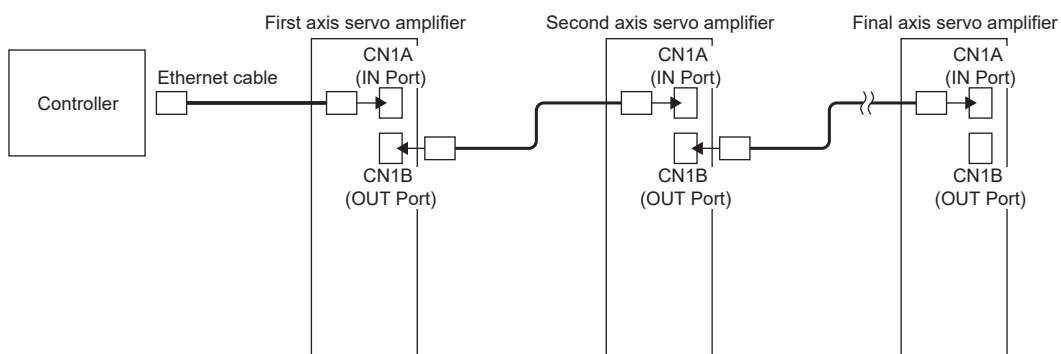 First axis servo amplifier
Second axis servo amplifier
Final axis servo amplifier
Controller
Ethernet cable
CN1A
(IN Port)
CN1B
(OUT Port)
CN1A
(IN Port)
CN1B
(OUT Port)
CN1A
(IN Port)
CN1B
(OUT Port)